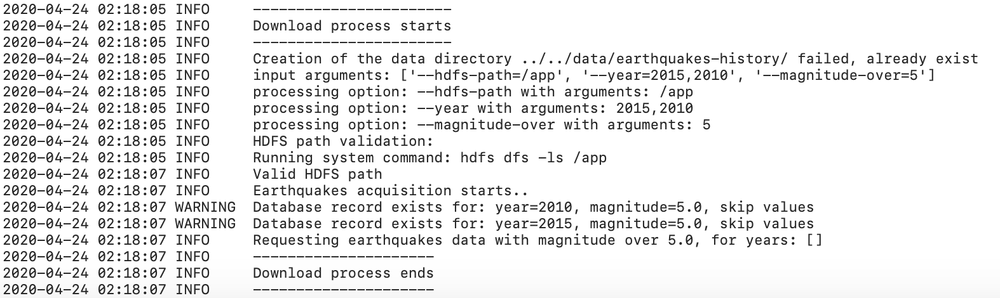 2020-04-24 02:18:05 INFO     -----------------------
2020-04-24 02:18:05 INFO     Download process starts
2020-04-24 02:18:05 INFO     -----------------------
2020-04-24 02:18:05 INFO     Creation of the data directory ../../data/earthquakes-history/ failed, already exist
2020-04-24 02:18:05 INFO     input arguments: ['--hdfs-path=/app', '--year=2015,2010', '--magnitude-over=5']
2020-04-24 02:18:05 INFO     processing option: --hdfs-path with arguments: /app
2020-04-24 02:18:05 INFO     processing option: --year with arguments: 2015,2010
2020-04-24 02:18:05 INFO     processing option: --magnitude-over with arguments: 5
2020-04-24 02:18:05 INFO     HDFS path validation:
2020-04-24 02:18:05 INFO     Running system command: hdfs dfs -ls /app
2020-04-24 02:18:07 INFO     Valid HDFS path
2020-04-24 02:18:07 INFO     Earthquakes acquisition starts..
2020-04-24 02:18:07 WARNING  Database record exists for: year=2010, magnitude=5.0, skip values
2020-04-24 02:18:07 WARNING  Database record exists for: year=2015, magnitude=5.0, skip values
2020-04-24 02:18:07 INFO     Requesting earthquakes data with magnitude over 5.0, for years: []
2020-04-24 02:18:07 INFO     ---------------------
2020-04-24 02:18:07 INFO     Download process ends
2020-04-24 02:18:07 INFO     ---------------------